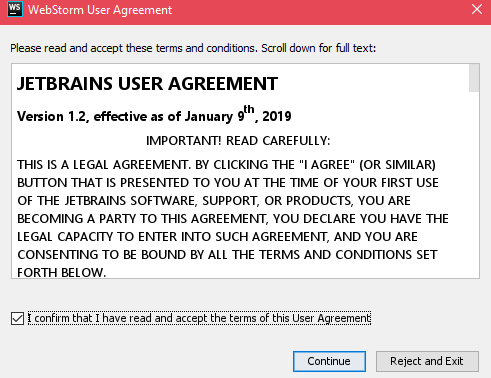 WS WebStorm User Agreement
Please read and accept these terms and conditions. Scroll down for full text:
JETBRAINS USER AGREEMENT
Version 1.2, effective as of January 9th, 2019
IMPORTANT! READ CAREFULLY:
THIS IS A LEGAL AGREEMENT. BY CLICKING THE "I AGREE" (OR SIMILAR)
BUTTON THAT IS PRESENTED TO YOU AT THE TIME OF YOUR FIRST USE
OF THE JETBRAINS SOFTWARE, SUPPORT, OR PRODUCTS, YOU ARE
BECOMING A PARTY TO THIS AGREEMENT, YOU DECLARE YOU HAVE THE
LEGAL CAPACITY TO ENTER INTO SUCH AGREEMENT, AND YOU ARE
CONSENTING TO BE BOUND BY ALL THE TERMS AND CONDITIONS SET
FORTH BELOW.
I confirm that I have read and accept the terms of this User Agreement
Continue Reject and Exit